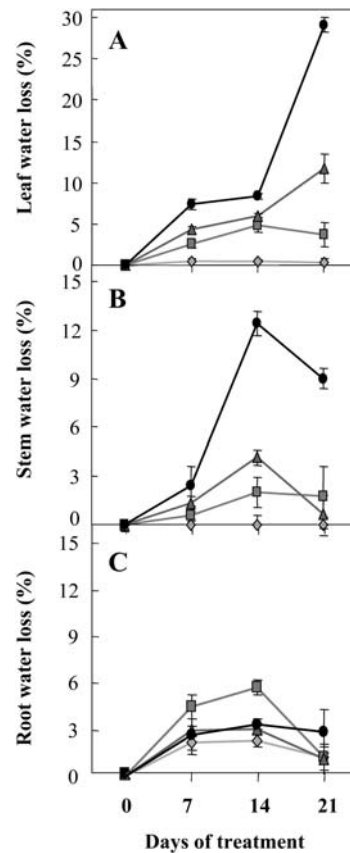 A
Leaf water loss (%)
30
25
20
15
10
5
0
B
Stem water loss (%)
15
12
9
6
3
0
C
Root water loss (%)
15
12
9
6
3
0
0 7 14 21
Days of treatment